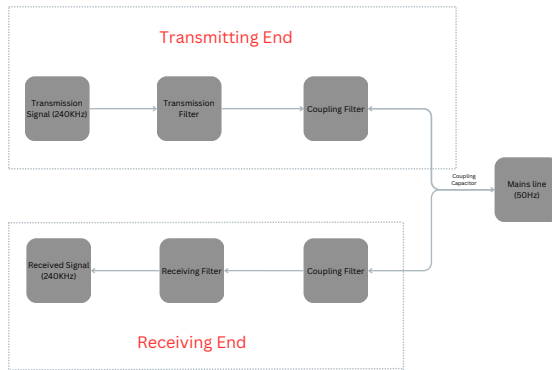 Transmitting End
Transmission
Signal (240KHz)
Transmission
Filter
Coupling Filter
Coupling
Capacitor
Mains line
(50Hz)
Received Signal
(240KHz)
Receiving Filter
Coupling Filter
Receiving End